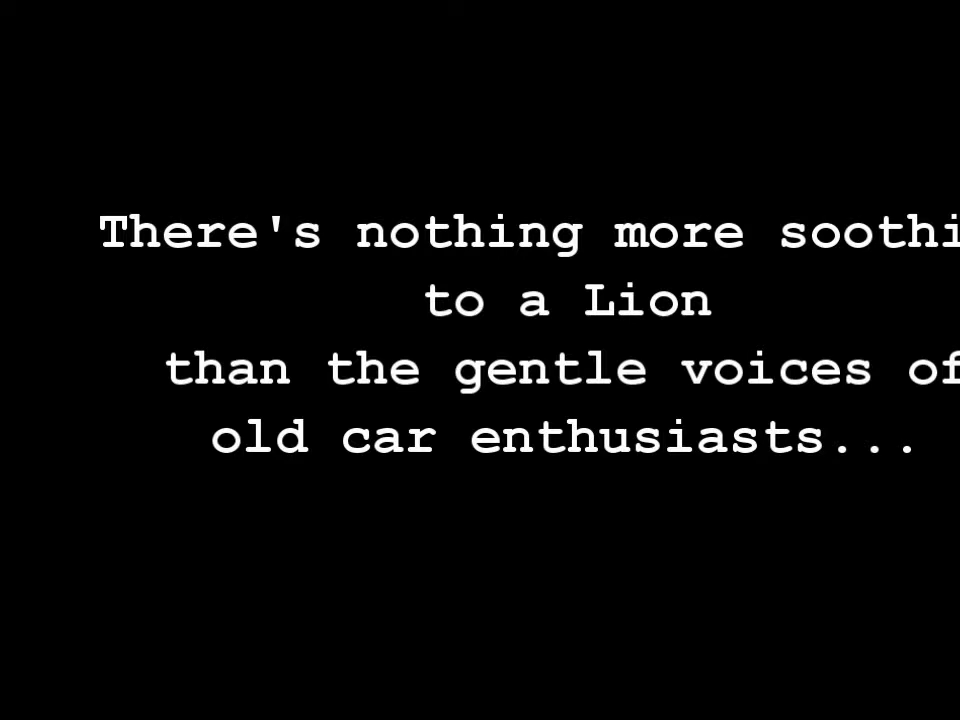 There's nothing more soothi
to a Lion
than the gentle voices of
old car enthusiasts...